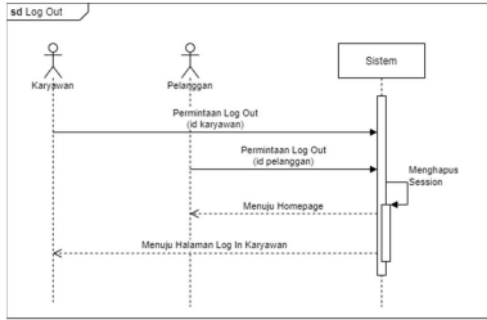 sd Log Out
Karyawan
Pelanggan
Sistem
Permintaan Log Out
(id karyawan)
Permintaan Log Out
(id pelanggan)
Menghapus
Session
Menuju Homepage
Menuju Halaman Log In Karyawan